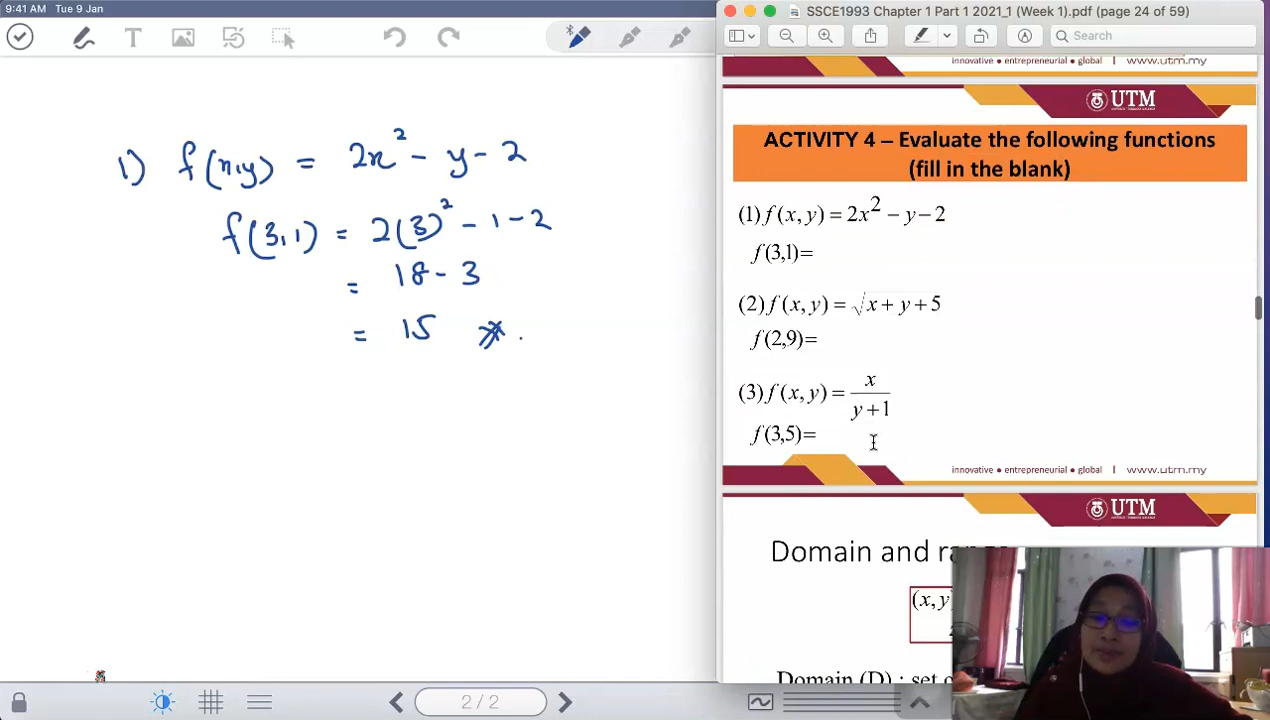 9:41 AM Tue 9 Jan
T
1) f(x,y) = 2x² - y - 2
f(3,1) = 2(3)² - 1 - 2
= 18 - 3
= 15
2/2
SSCE1993 Chapter 1 Part 1 2021_1 (Week 1).pdf (page 24 of 59)
Search
innovative ● entrepreneurial ● global | www.utm.my
UTM
ACTIVITY 4 – Evaluate the following functions
(fill in the blank)
(1) f(x, y) = 2x² − y − 2
f(3,1)=
(2) f(x, y) = √x + y + 5
f(2,9)=
(3) f(x, y) = x / y + 1
f(3,5)=
innovative ● entrepreneurial ● global | www.utm.my
UTM
Domain and
(x, y
Domain (D) : set